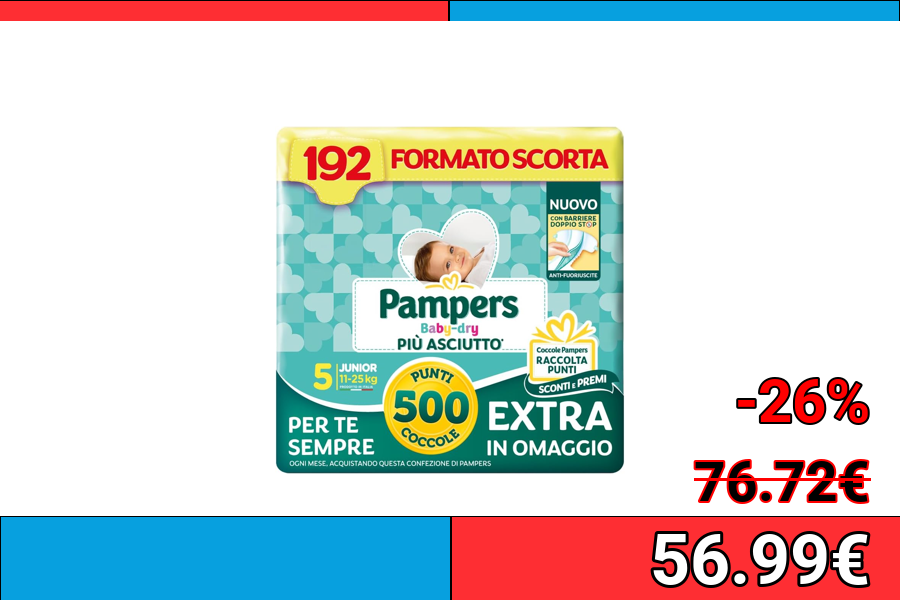 192 FORMATO SCORTA
NUOVO
CON BARRIERE
DOPPIO STOP
ANTI-FUORIUSCITE
Pampers
Baby-dry
PIÙ ASCIUTTO*
5 JUNIOR
11-25 kg
Coccole Pampers
RACCOLTA
PUNTI
SCONTI E PREMI
PUNTI
500
COCCOLE
PER TE
SEMPRE
EXTRA
IN OMAGGIO
OGNI MESE, ACQUISTANDO QUESTA CONFEZIONE DI PAMPERS
-26%
76.72€
56.99€